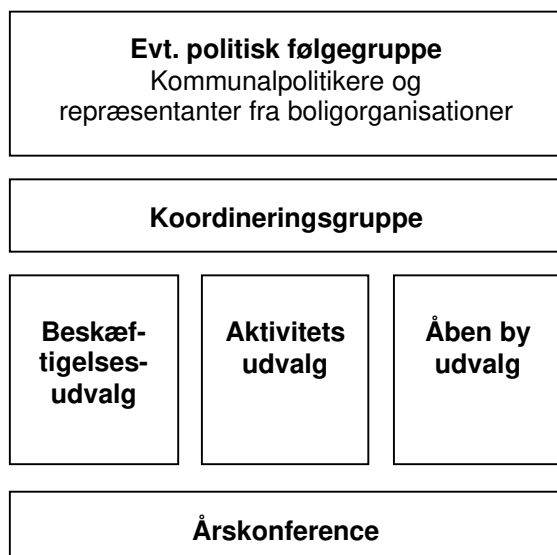 Evt. politisk følgegruppe
Kommunalpolitikere og
repræsentanter fra boligorganisationer
Koordineringsgruppe
Beskæf-
tigelses-
udvalg
Aktivitets
udvalg
Åben by
udvalg
Årskonference